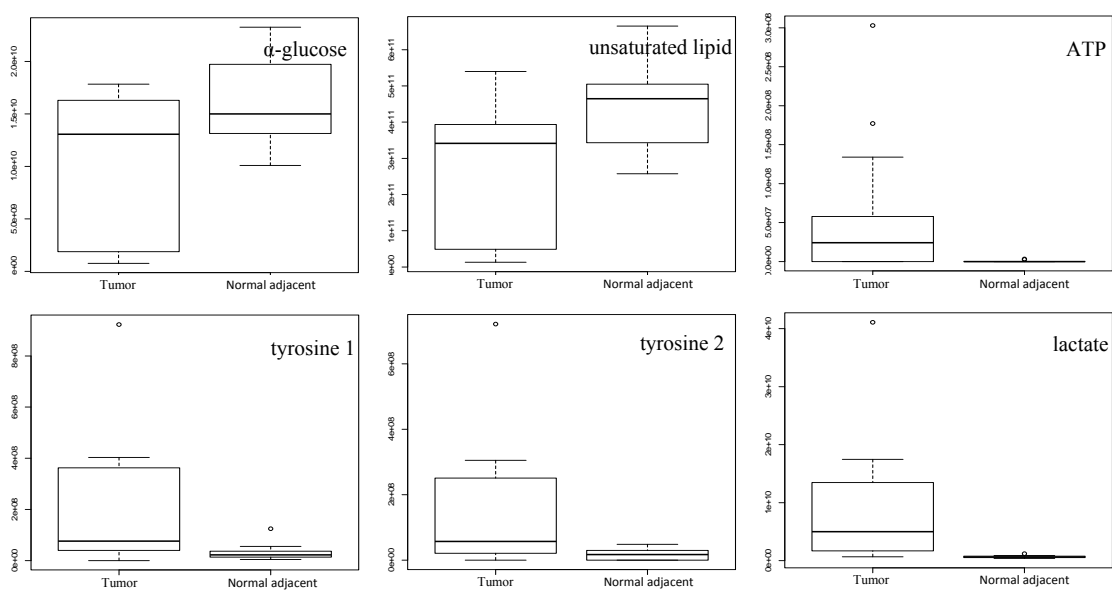 α-glucose
0e+00 5.0e+09 1.0e+10 1.5e+10 2.0e+10
Tumor Normal adjacent
unsaturated lipid
0e+00 1e+11 2e+11 3e+11 4e+11 5e+11 6e+11
Tumor Normal adjacent
ATP
0.0e+00 5.0e+07 1.0e+08 1.5e+08 2.0e+08 2.5e+08 3.0e+08
Tumor Normal adjacent
tyrosine 1
0e+00 2e+08 4e+08 6e+08 8e+08
Tumor Normal adjacent
tyrosine 2
0e+00 2e+08 4e+08 6e+08
Tumor Normal adjacent
lactate
0e+00 1e+10 2e+10 4e+10
Tumor Normal adjacent